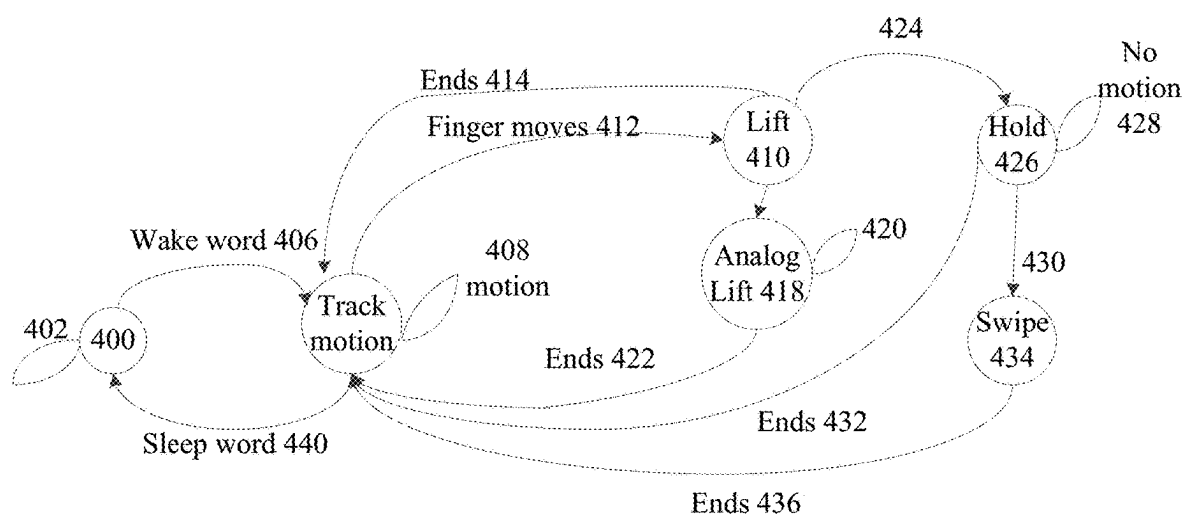 424
No
motion
428
Ends 414
Finger moves 412
Lift
410
Hold
426
Wake word 406
408
motion
420
Analog
Lift 418
430
Track
motion
402
400
Swipe
434
Ends 422
Sleep word 440
Ends 432
Ends 436